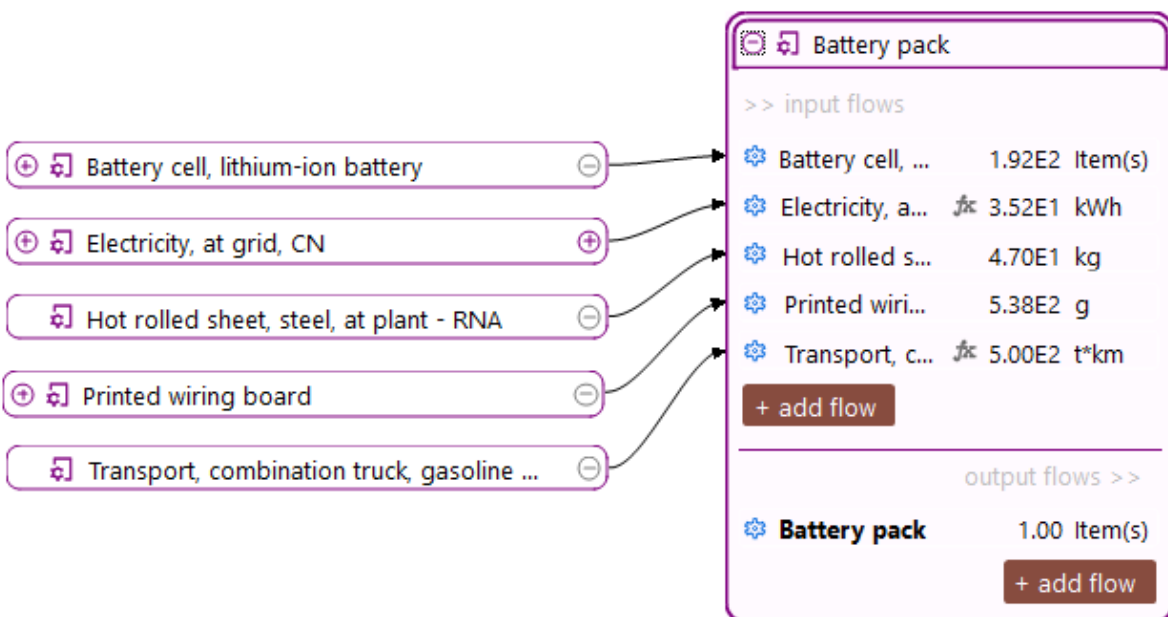 Battery pack
>> input flows
Battery cell, lithium-ion battery
Battery cell, ... 1.92E2 Item(s)
Electricity, at grid, CN
Electricity, a... fx 3.52E1 kWh
Hot rolled sheet, steel, at plant - RNA
Hot rolled s... 4.70E1 kg
Printed wiring board
Printed wiri... 5.38E2 g
Transport, combination truck, gasoline ...
Transport, c... fx 5.00E2 t*km
+ add flow
output flows >>
Battery pack 1.00 Item(s)
+ add flow